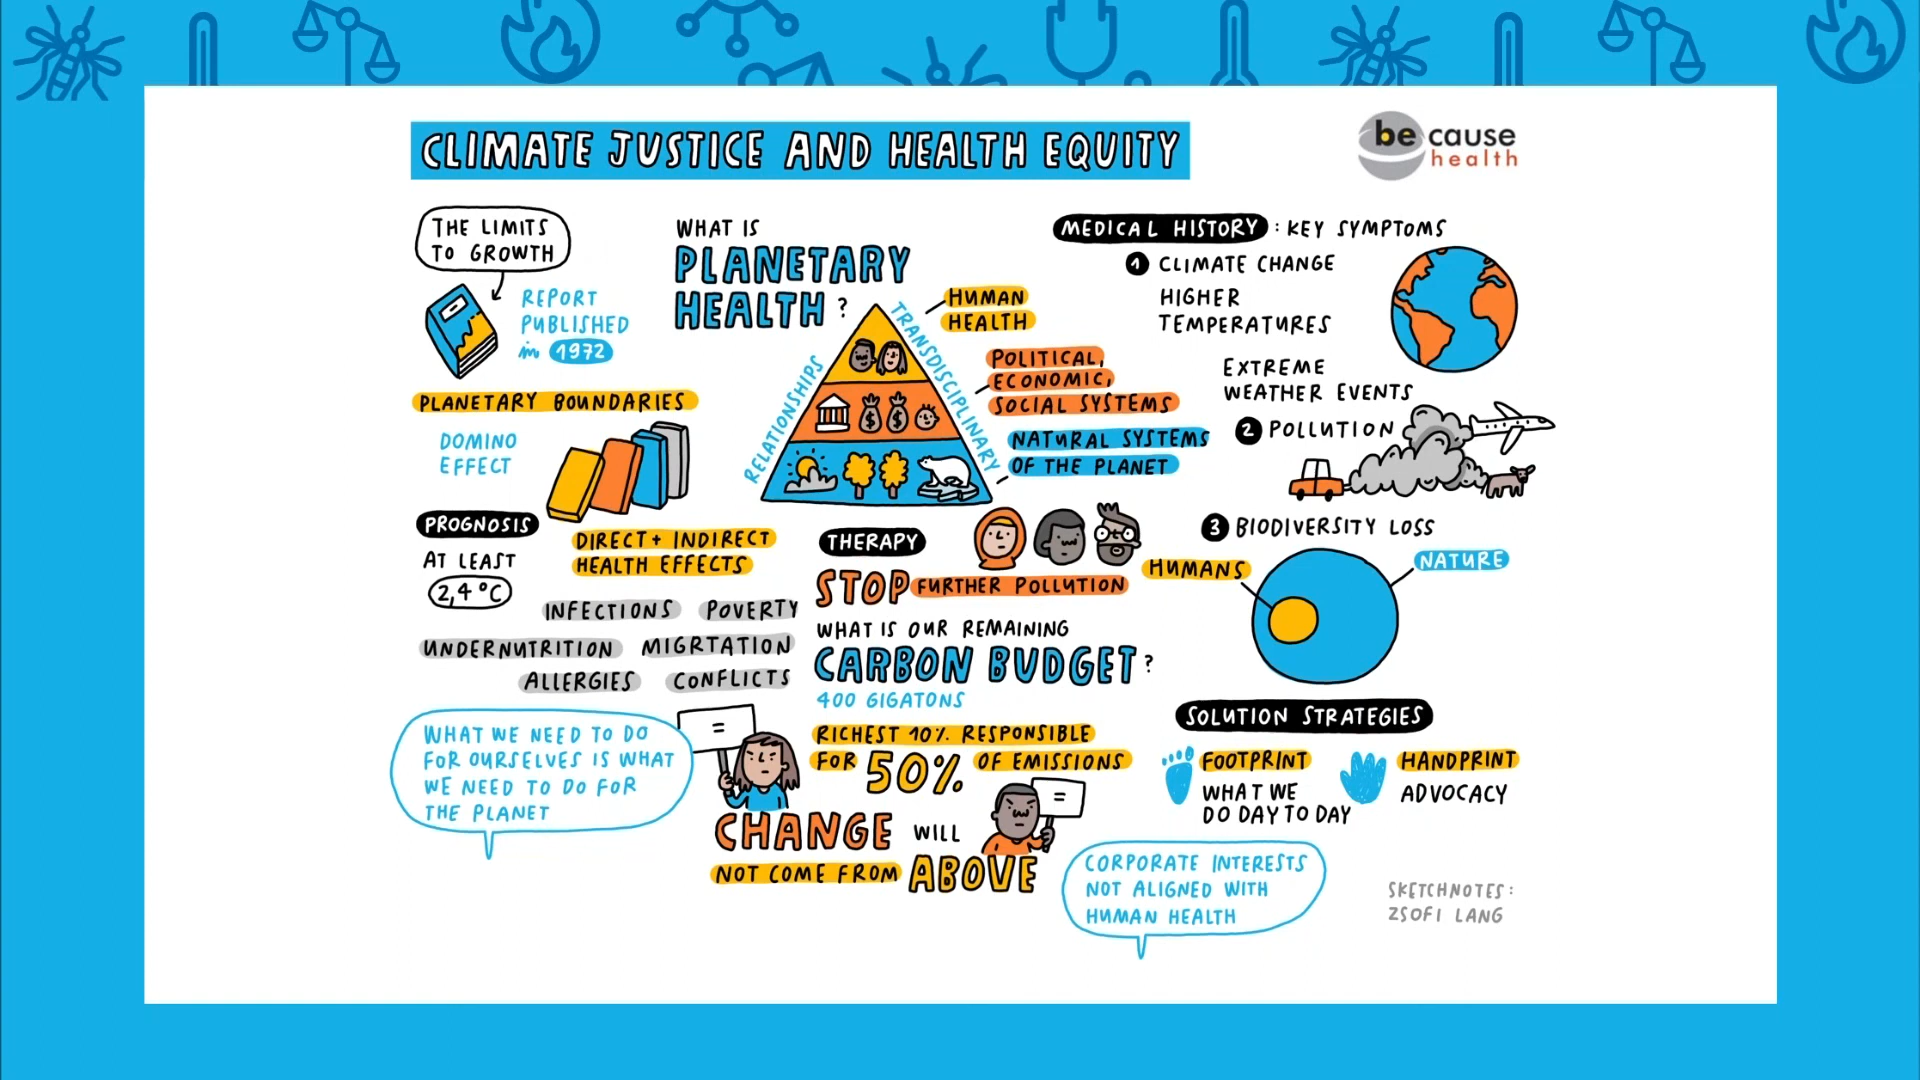 CLIMATE JUSTICE AND HEALTH EQUITY
be cause
health
THE LIMITS
TO GROWTH
REPORT
PUBLISHED
in 1972
PLANETARY BOUNDARIES
DOMINO
EFFECT
WHAT IS
PLANETARY
HEALTH?
RELATIONSHIPS
TRANSDISCIPLINARY
HUMAN
HEALTH
POLITICAL,
ECONOMIC,
SOCIAL SYSTEMS
NATURAL SYSTEMS
OF THE PLANET
$ $
MEDICAL HISTORY: KEY SYMPTOMS
1 CLIMATE CHANGE
HIGHER
TEMPERATURES
EXTREME
WEATHER EVENTS
2 POLLUTION
3 BIODIVERSITY LOSS
HUMANS
NATURE
PROGNOSIS
AT LEAST
2,4°C
DIRECT + INDIRECT
HEALTH EFFECTS
INFECTIONS POVERTY
UNDERNUTRITION MIGRTATION
ALLERGIES CONFLICTS
WHAT WE NEED TO DO
FOR OURSELVES IS WHAT
WE NEED TO DO FOR
THE PLANET
THERAPY
STOP FURTHER POLLUTION
WHAT IS OUR REMAINING
CARBON BUDGET?
400 GIGATONS
RICHEST 10% RESPONSIBLE
FOR 50% OF EMISSIONS
=
=
CHANGE WILL
NOT COME FROM ABOVE
SOLUTION STRATEGIES
FOOTPRINT
WHAT WE
DO DAY TO DAY
HANDPRINT
ADVOCACY
CORPORATE INTERESTS
NOT ALIGNED WITH
HUMAN HEALTH
SKETCHNOTES:
ZSOFI LANG